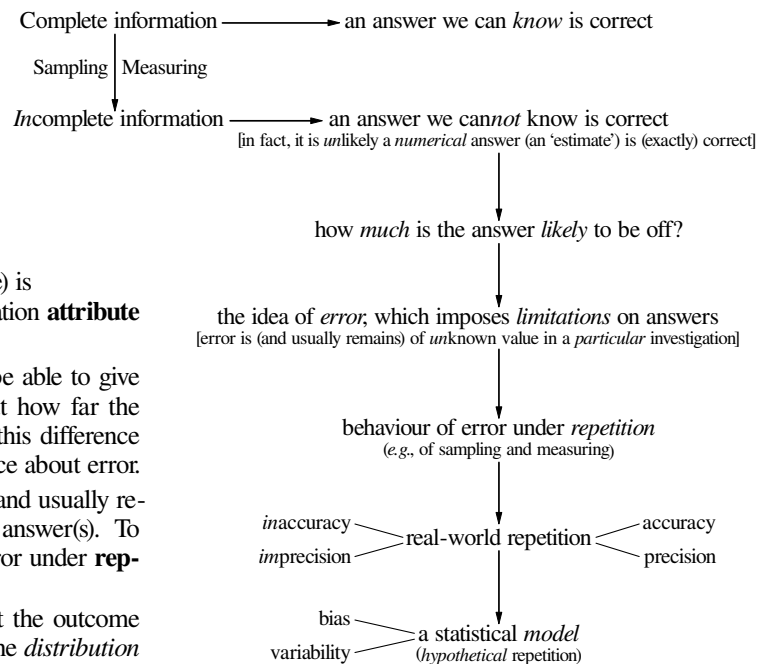 Complete information an answer we can know is correct
Sampling Measuring
Incomplete information an answer we cannot know is correct
[in fact, it is unlikely a numerical answer (an ‘estimate’) is (exactly) correct]
how much is the answer likely to be off?
the idea of error, which imposes limitations on answers
[error is (and usually remains) of unknown value in a particular investigation]
behaviour of error under repetition
(e.g., of sampling and measuring)
inaccuracy accuracy
real-world repetition
imprecision precision
bias
a statistical model
variability (hypothetical repetition)
) is
ation attribute
be able to give
t how far the
this difference
ce about error.
and usually re-
answer(s). To
ror under rep-
t the outcome
he distribution